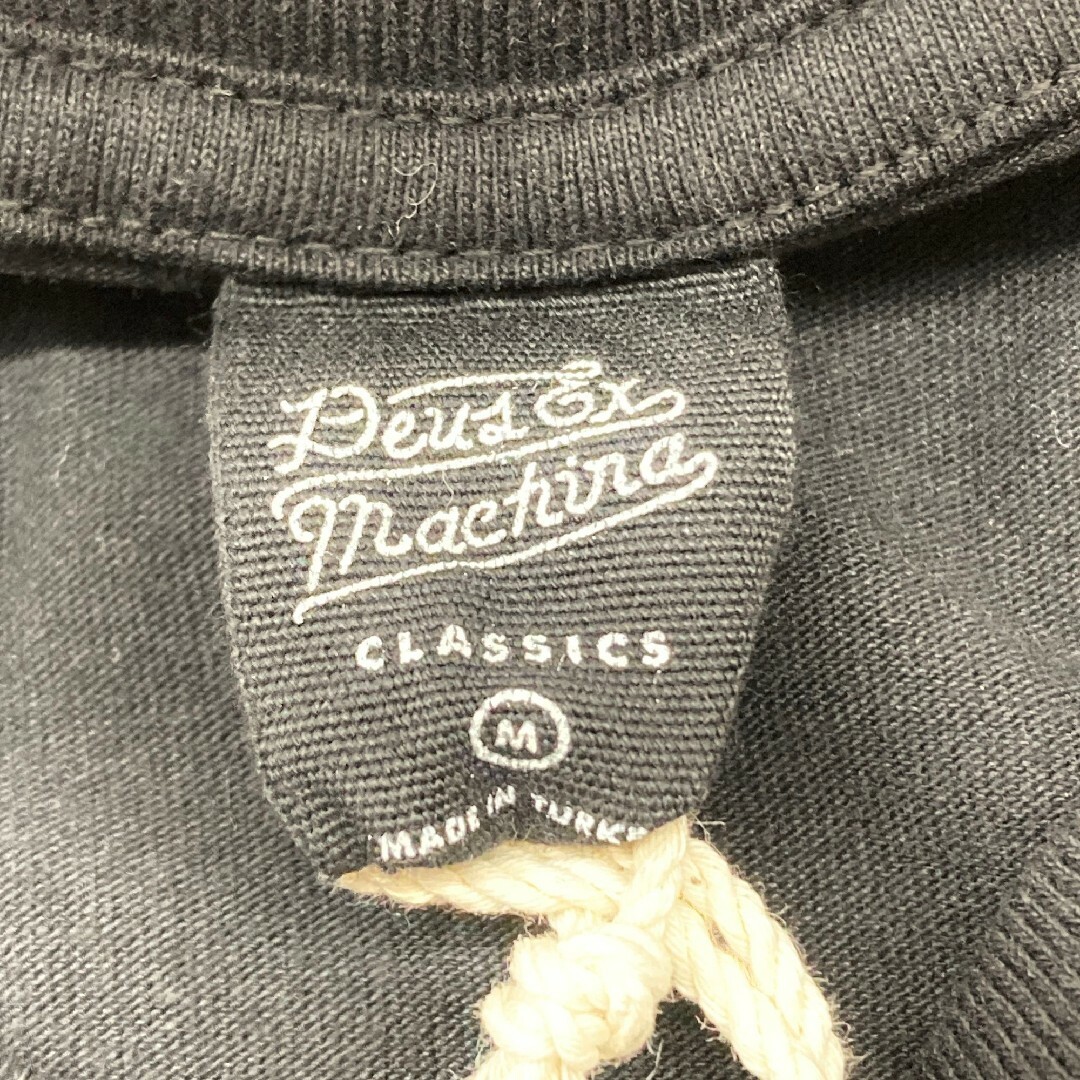 Deus Ex
Machina
CLASSICS
M
MADE IN TURKE